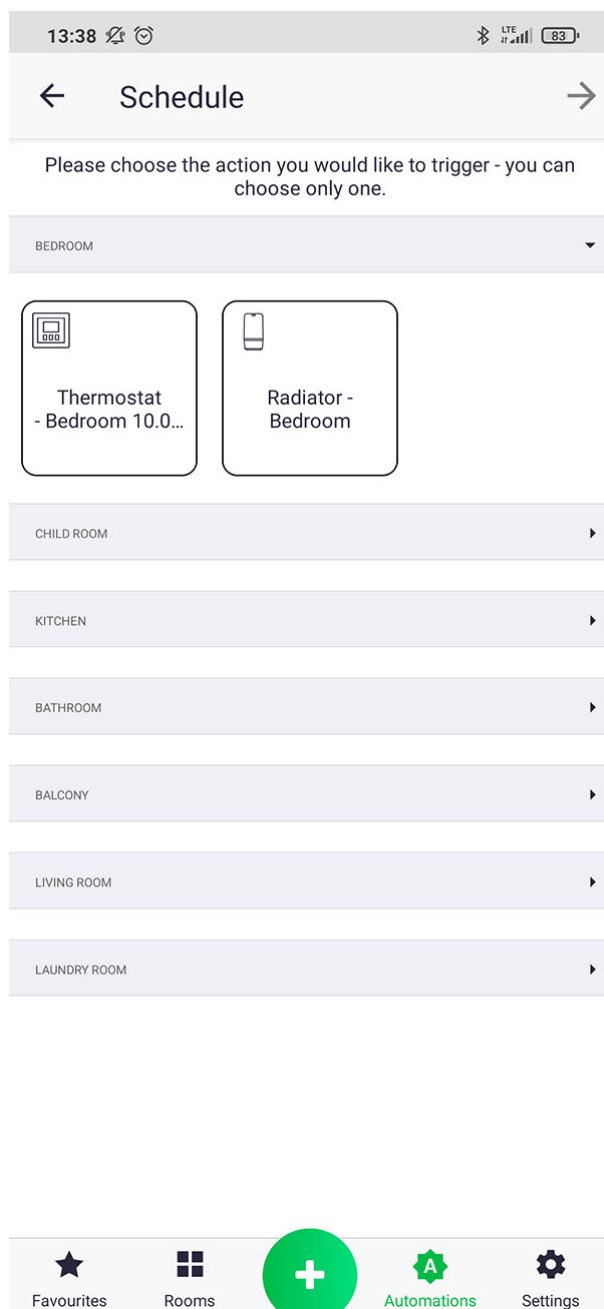 13:38 LTE 83
Schedule
Please choose the action you would like to trigger - you can
choose only one.
BEDROOM
Thermostat
- Bedroom 10.0...
Radiator -
Bedroom
CHILD ROOM
KITCHEN
BATHROOM
BALCONY
LIVING ROOM
LAUNDRY ROOM
A
Favourites Rooms Automations Settings